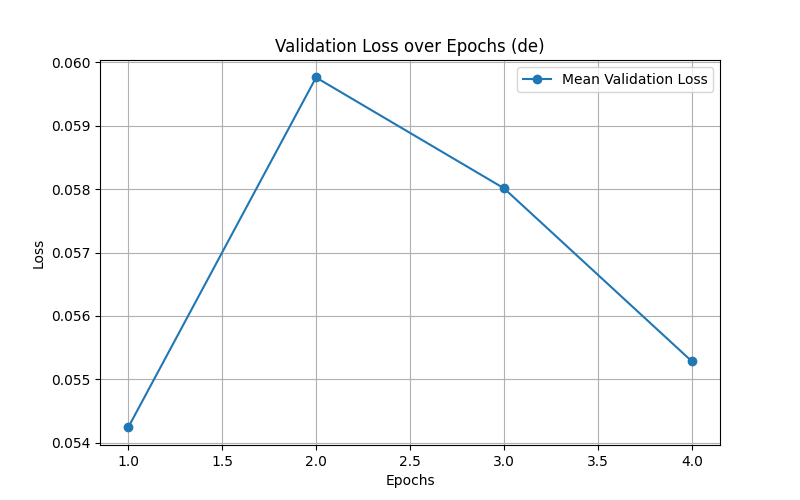 Validation Loss over Epochs (de)
Mean Validation Loss
0.060
0.059
0.058
0.057
0.056
0.055
0.054
Loss
1.0 1.5 2.0 2.5 3.0 3.5 4.0
Epochs